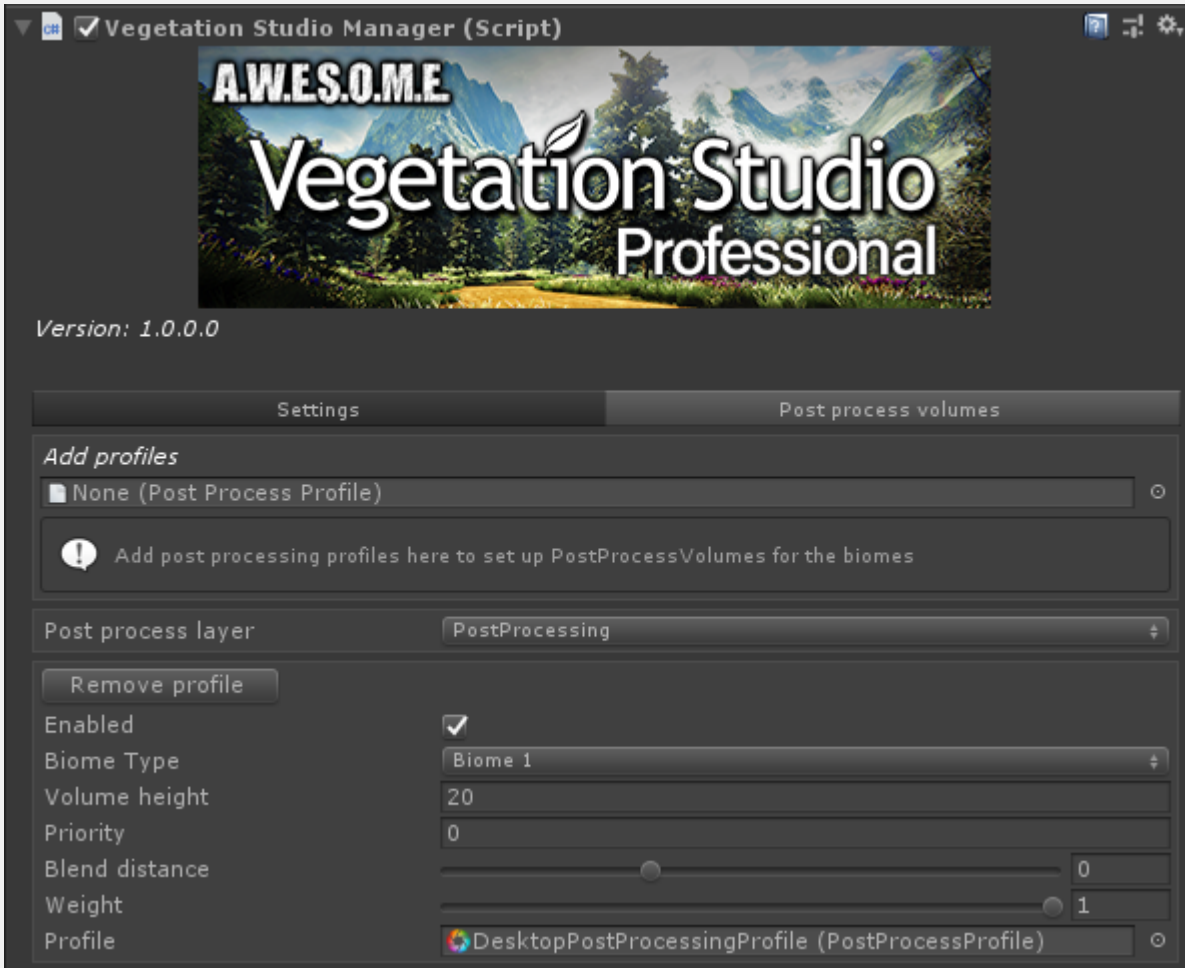 Vegetation Studio Manager (Script)
A.W.E.S.O.M.E.
Vegetation Studio
Professional
Version: 1.0.0.0
Settings
Post process volumes
Add profiles
None (Post Process Profile)
Add post processing profiles here to set up PostProcessVolumes for the biomes
Post process layer
PostProcessing
Remove profile
Enabled
Biome Type
Biome 1
Volume height
20
Priority
0
Blend distance
0
Weight
1
Profile
DesktopPostProcessingProfile (PostProcessProfile)